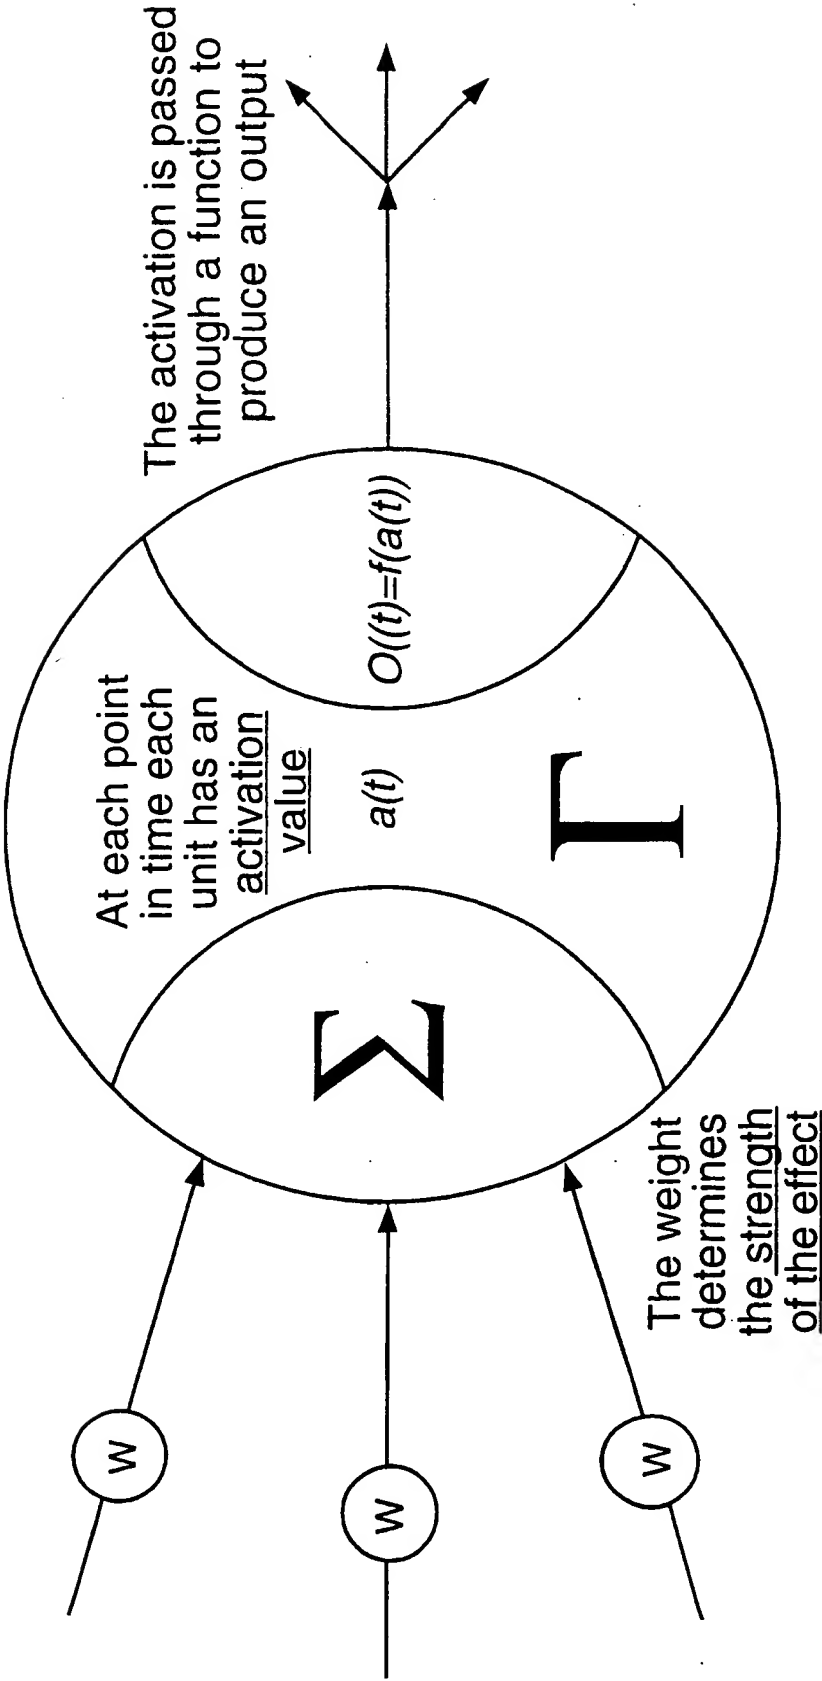 w
w
w
The weight
determines
the strength
of the effect
Σ
At each point
in time each
unit has an
activation
value
a(t)
Γ
O((t)=f(a(t))
The activation is passed
through a function to
produce an output